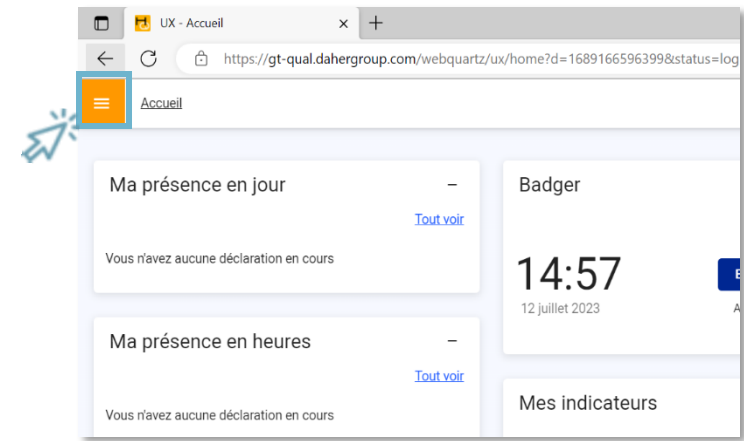 UX - Accueil
https://gt-qual.dahergroup.com/webquartz/ux/home?d=1689166596399&status=log
Accueil
Ma présence en jour
Tout voir
Vous n'avez aucune déclaration en cours
Badger
14:57
12 juillet 2023
Ma présence en heures
Tout voir
Vous n'avez aucune déclaration en cours
Mes indicateurs